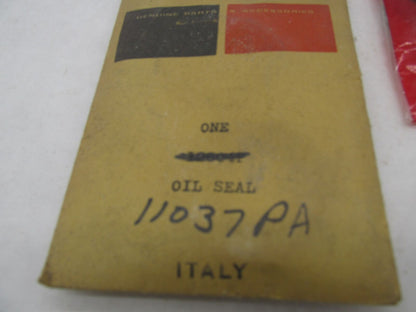 GENUINE PARTS & ACCESSORIES
ONE
OIL SEAL
11037PA
ITALY